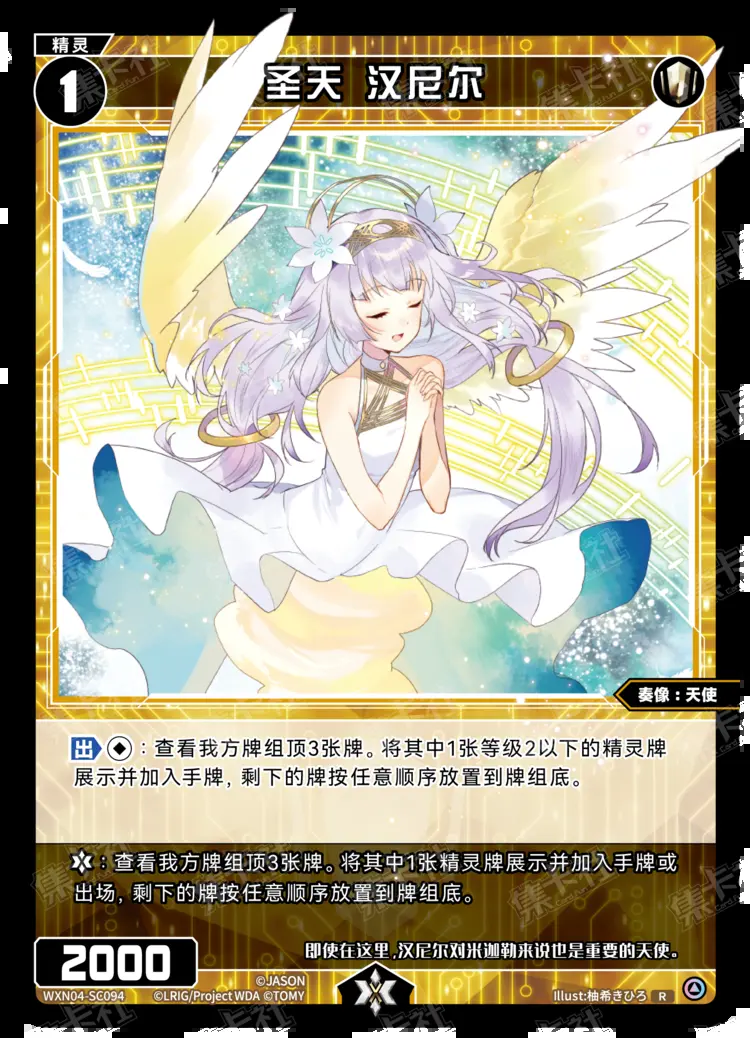 精灵
1
圣天 汉尼尔
奏像：天使
出：查看我方牌组顶3张牌。将其中1张等级2以下的精灵牌
展示并加入手牌，剩下的牌按任意顺序放置到牌组底。
：查看我方牌组顶3张牌。将其中1张精灵牌展示并加入手牌或
出场，剩下的牌按任意顺序放置到牌组底。
即使在这里，汉尼尔对米迦勒来说也是重要的天使。
2000
©JASON
WXN04-SC094 ©LRIG/Project WDA ©TOMY
Illust:柚希きひろ R
集卡社